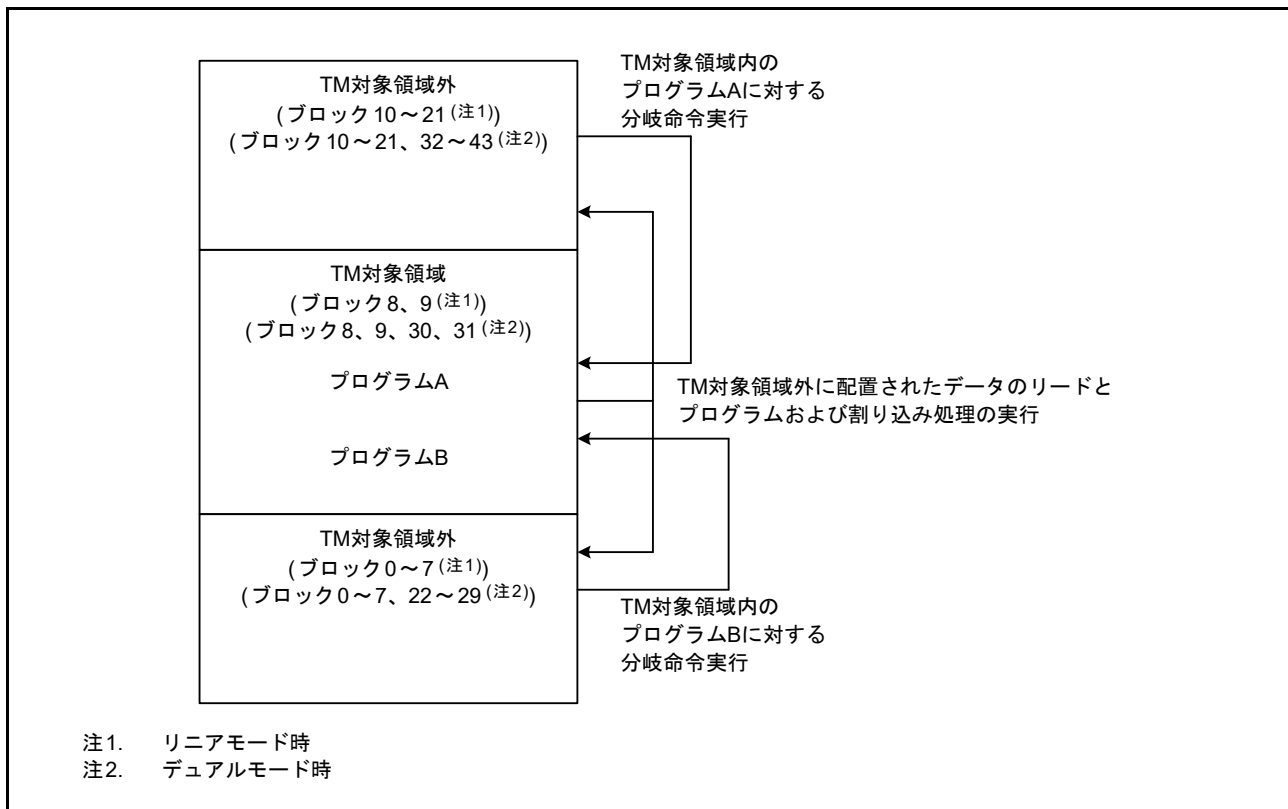 TM対象領域外
(ブロック10～21(注1))
(ブロック10～21、32～43(注2))
TM対象領域内の
プログラムAに対する
分岐命令実行
TM対象領域
(ブロック8、9(注1))
(ブロック8、9、30、31(注2))
プログラムA
プログラムB
TM対象領域外に配置されたデータのリードと
プログラムおよび割り込み処理の実行
TM対象領域外
(ブロック0～7(注1))
(ブロック0～7、22～29(注2))
TM対象領域内の
プログラムBに対する
分岐命令実行
注1. リニアモード時
注2. デュアルモード時